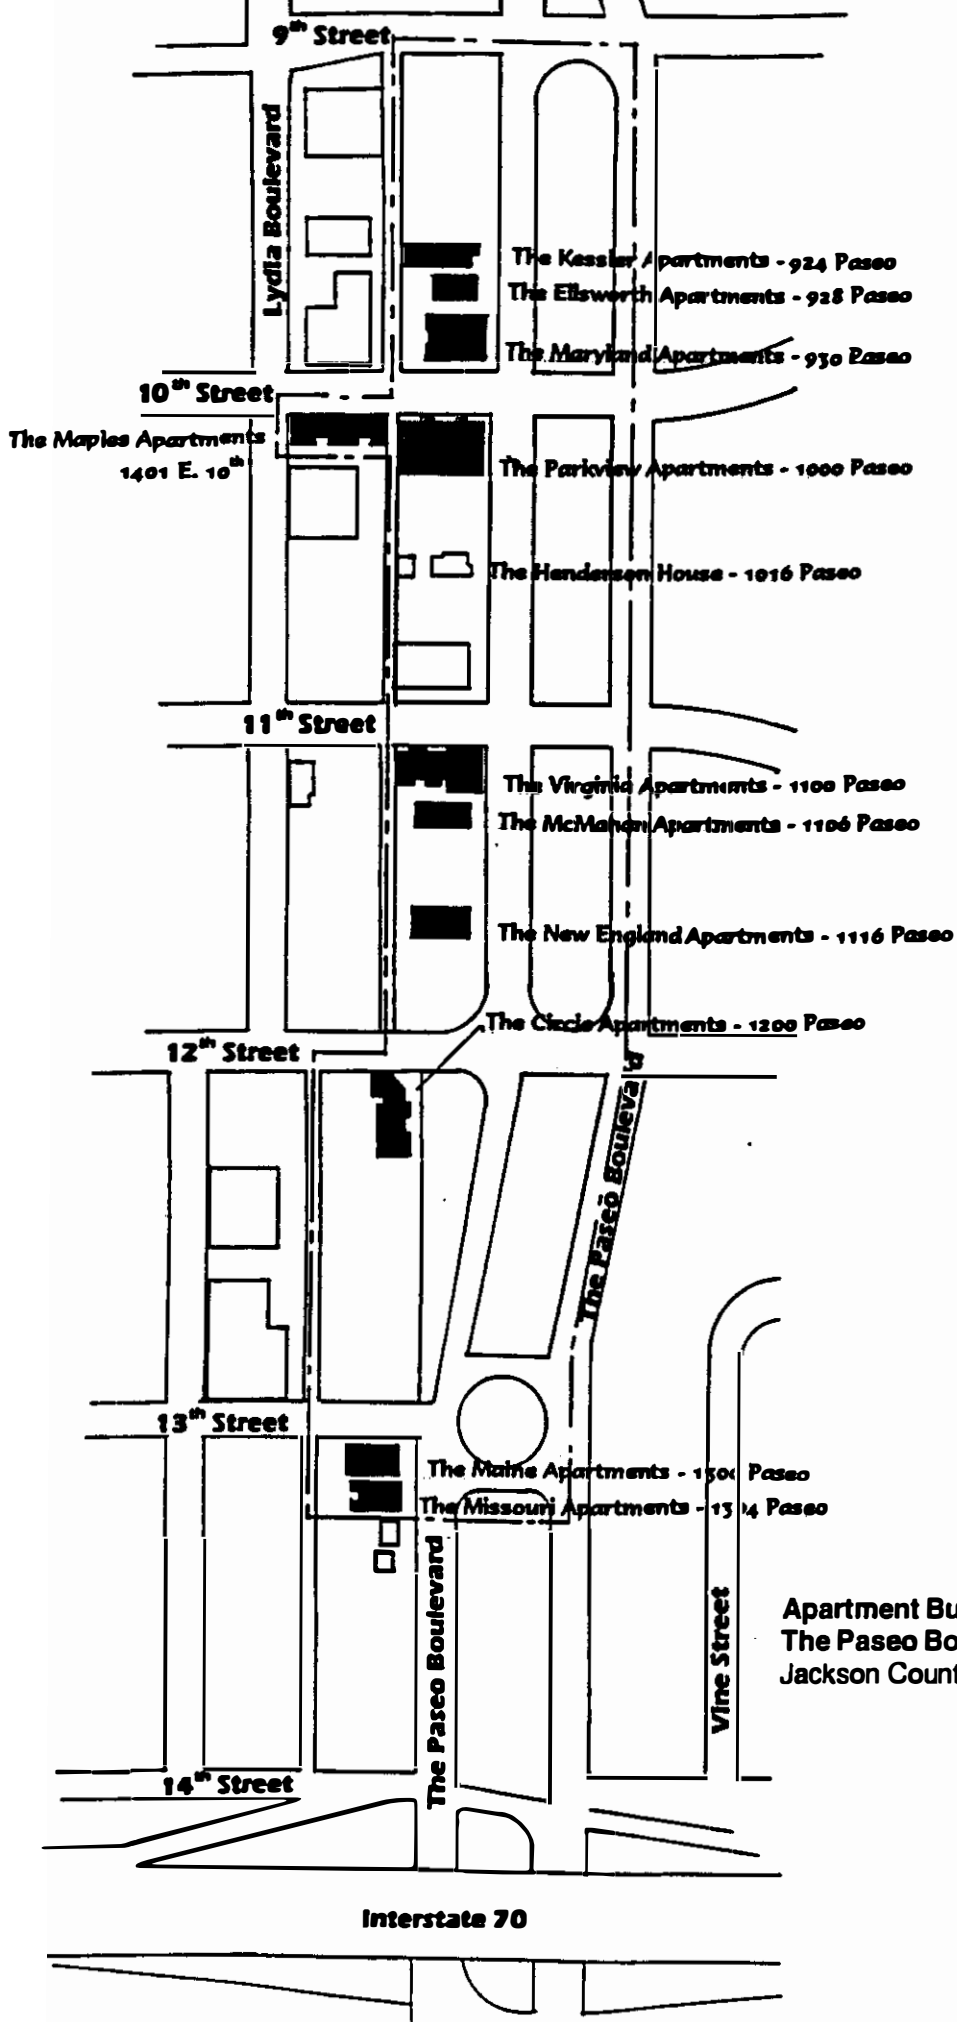 9th Street
Lydia Boulevard
The Kessler Apartments - 924 Paseo
The Ellsworth Apartments - 928 Paseo
The Maryland Apartments - 930 Paseo
10th Street
The Maples Apartments
1401 E. 10th
The Parkview Apartments - 1000 Paseo
The Henderson House - 1016 Paseo
11th Street
The Virginia Apartments - 1100 Paseo
The McMahon Apartments - 1106 Paseo
The New England Apartments - 1116 Paseo
The Circle Apartments - 1200 Paseo
12th Street
The Paseo Boulevard
13th Street
The Maine Apartments - 1300 Paseo
The Missouri Apartments - 1304 Paseo
The Paseo Boulevard
Vine Street
Apartment Bu
The Paseo Bo
Jackson Count
14th Street
Interstate 70